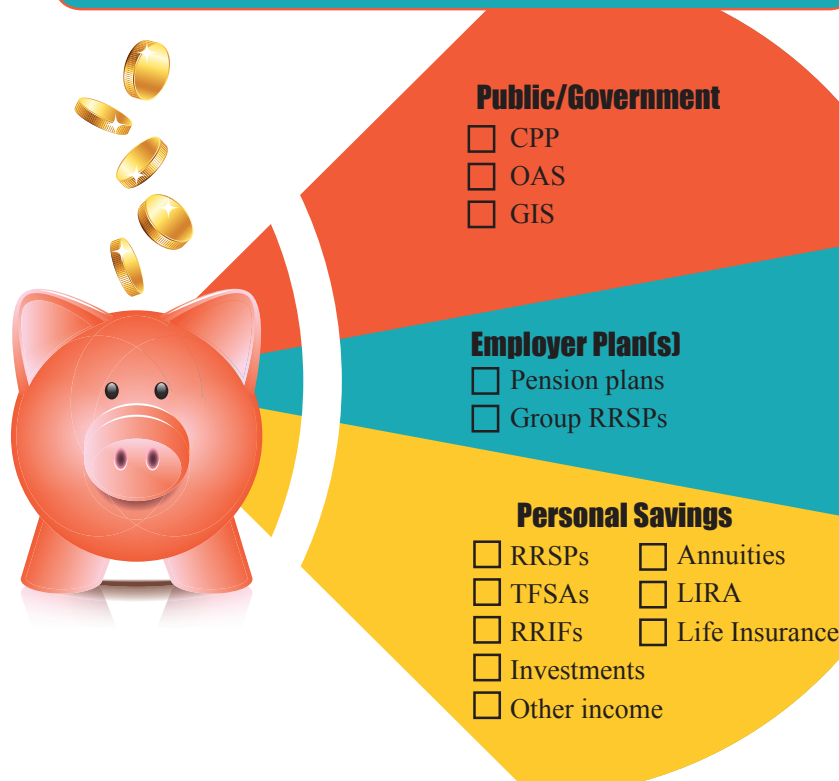 Public/Government
CPP
OAS
GIS
Employer Plan(s)
Pension plans
Group RRSPs
Personal Savings
RRSPs
TFSAs
RRIFs
Investments
Other income
Annuities
LIRA
Life Insurance